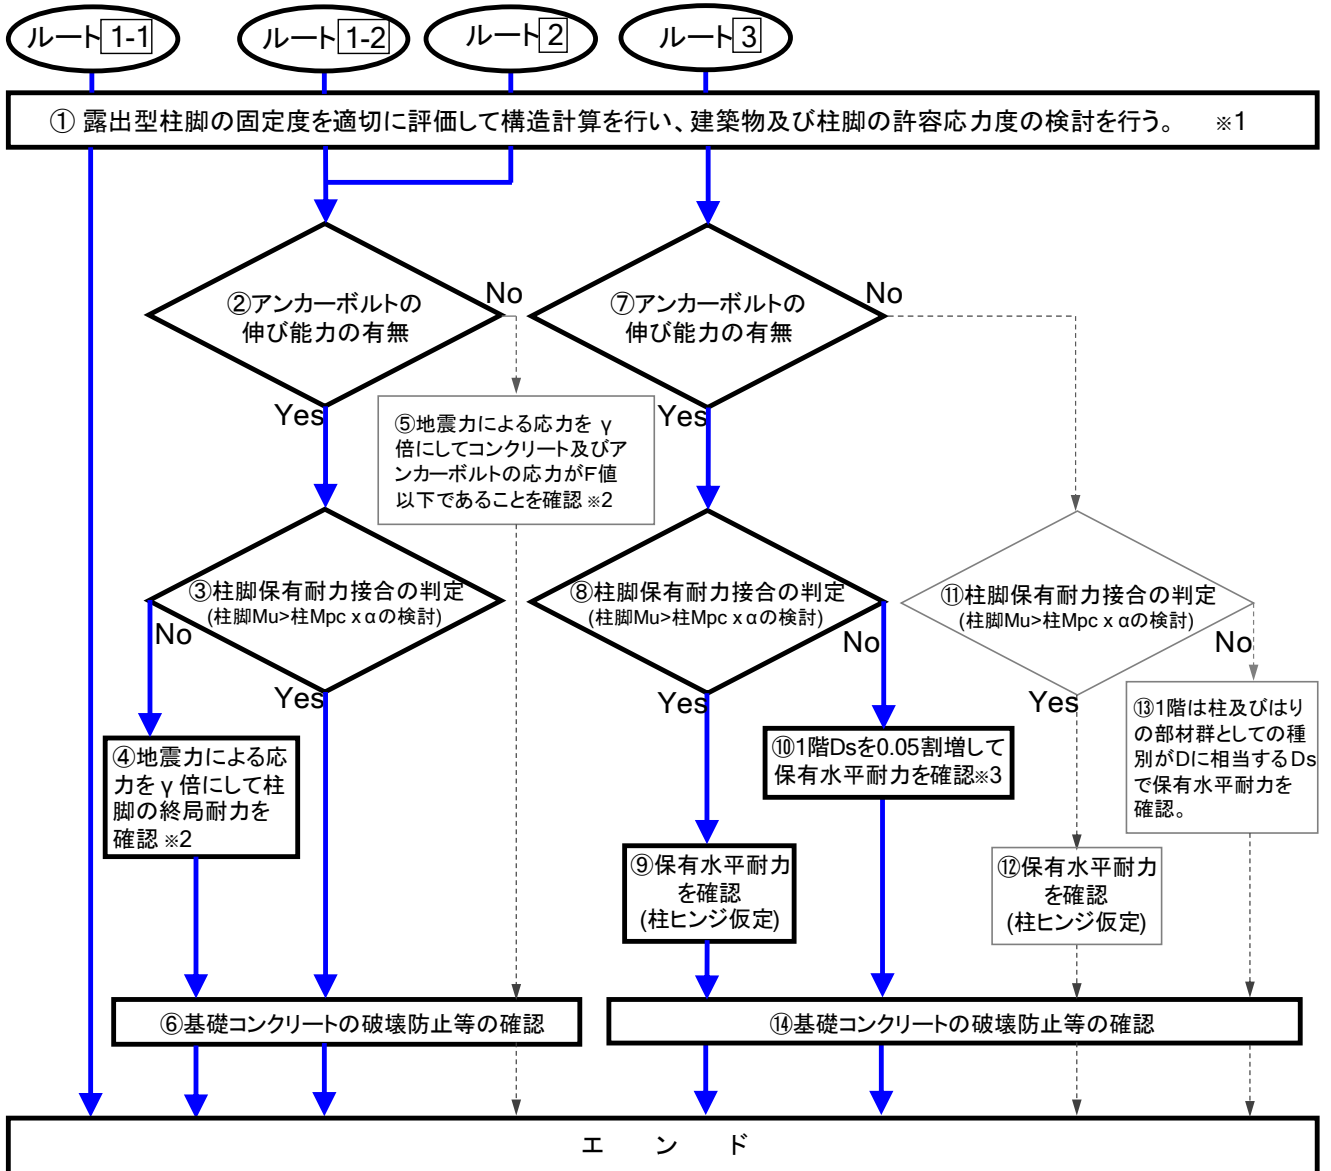 ルート 1-1
ルート 1-2
ルート 2
ルート 3
① 露出型柱脚の固定度を適切に評価して構造計算を行い、建築物及び柱脚の許容応力度の検討を行う。 ※1
②アンカーボルトの
伸び能力の有無
No
Yes
⑦アンカーボルトの
伸び能力の有無
No
Yes
⑤地震力による応力を γ
倍にしてコンクリート及びア
ンカーボルトの応力がF値
以下であることを確認 ※2
③柱脚保有耐力接合の判定
(柱脚Mu>柱Mpc x αの検討)
No
Yes
⑧柱脚保有耐力接合の判定
(柱脚Mu>柱Mpc x αの検討)
No
Yes
⑪柱脚保有耐力接合の判定
(柱脚Mu>柱Mpc x αの検討)
No
Yes
④地震力による応
力を γ 倍にして柱
脚の終局耐力を
確認 ※2
⑩1階Dsを0.05割増して
保有水平耐力を確認※3
⑬1階は柱及びはり
の部材群としての種
別がDに相当するDs
で保有水平耐力を
確認。
⑨保有水平耐力
を確認
(柱ヒンジ仮定)
⑫保有水平耐力
を確認
(柱ヒンジ仮定)
⑥基礎コンクリートの破壊防止等の確認
⑭基礎コンクリートの破壊防止等の確認
エ ン ド